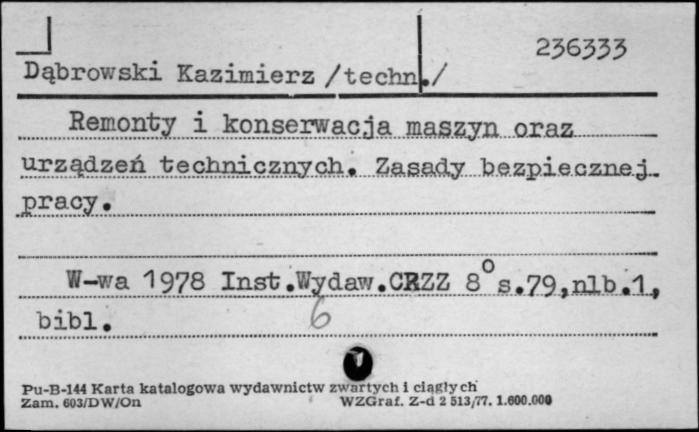 236333
Dąbrowski Kazimierz /techn./
Remonty i konserwacja maszyn oraz
urządzeń technicznych. Zasady bezpiecznej
pracy.
W-wa 1978 Inst.Wydaw.CRZZ 8° s.79,nlb.1,
bibl. 6
Pu-B-144 Karta katalogowa wydawnictw zwartych i ciągłych
Zam. 603/DW/On WZGraf. Z-d 2 513/77. 1.600.000